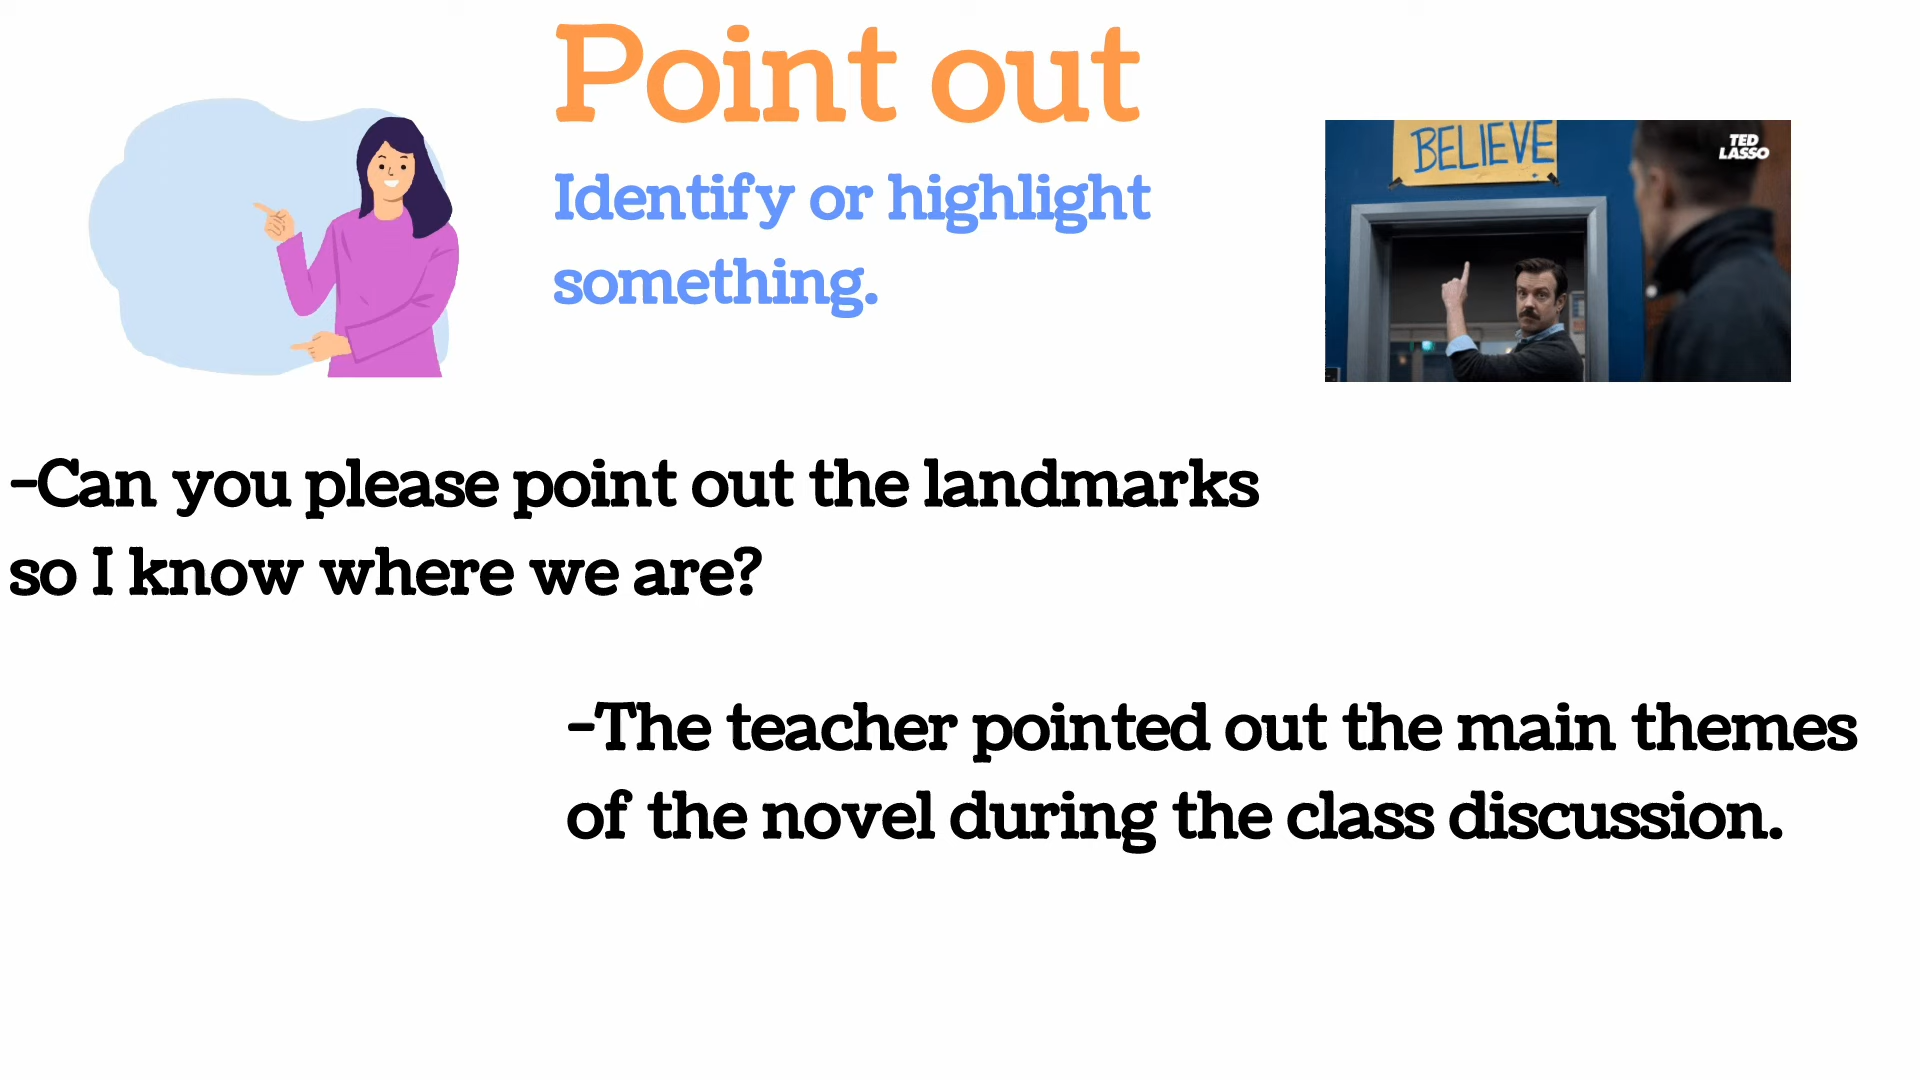 Point out
Identify or highlight
something.
BELIEVE
TED
LASSO
-Can you please point out the landmarks
so I know where we are?
-The teacher pointed out the main themes
of the novel during the class discussion.